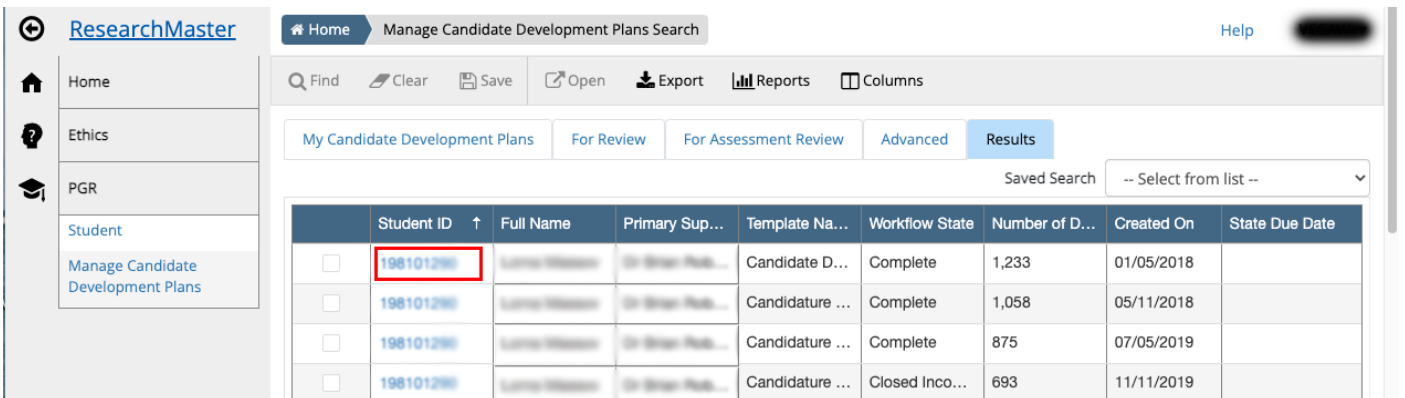 ResearchMaster
Home
Manage Candidate Development Plans Search
Help
Home
Ethics
PGR
Student
Manage Candidate
Development Plans
Find
Clear
Save
Open
Export
Reports
Columns
My Candidate Development Plans
For Review
For Assessment Review
Advanced
Results
Saved Search
-- Select from list --
Student ID ↑ Full Name Primary Sup... Template Na... Workflow State Number of D... Created On State Due Date
Candidate D... Complete 1,233 01/05/2018
Candidature ... Complete 1,058 05/11/2018
Candidature ... Complete 875 07/05/2019
Candidature ... Closed Inco... 693 11/11/2019